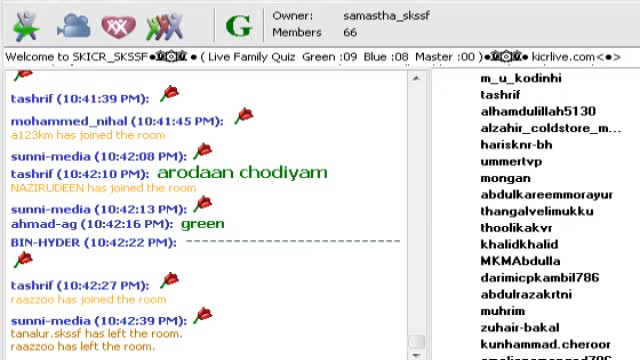 G
Owner: samastha_skssf
Members 66
Welcome to SKICR_SKSSF ( Live Family Quiz Green :09 Blue :08 Master :00 ) kicrlive.com<●>
tashrif (10:41:39 PM):
mohammed_nihal (10:41:45 PM):
a123km has joined the room
sunni-media (10:42:08 PM):
tashrif (10:42:10 PM): arodaan chodiyam
NAZIRUDEEN has joined the room
sunni-media (10:42:13 PM):
ahmad-ag (10:42:16 PM): green
BIN-HYDER (10:42:22 PM): --------------------------------
tashrif (10:42:27 PM):
raazzoo has joined the room
sunni-media (10:42:39 PM):
tanalur.skssf has left the room.
raazzoo has left the room.
m_u_kodinhi
tashrif
alhamdulillah5130
alzahir_coldstore_m...
harisknr-bh
ummertvp
mongan
abdulkareemmorayur
thangalvelimukku
thoolikakvr
khalidkhalid
MKMAbdulla
darimicpkambil786
abdulrazakrtni
muhrim
zuhair-bakal
kunhammad.cheroor